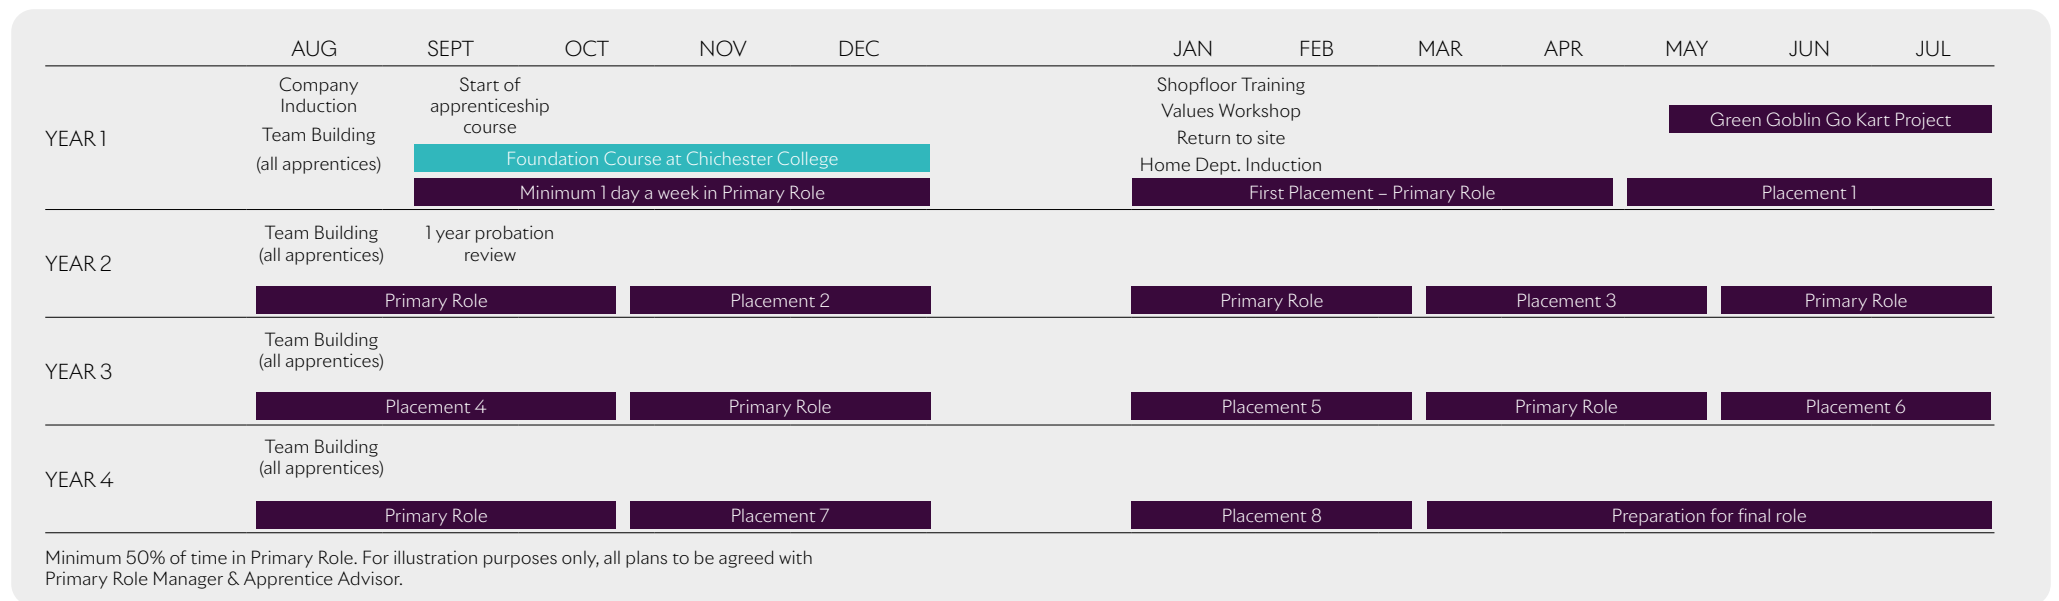 AUG SEPT OCT NOV DEC JAN FEB MAR APR MAY JUN JUL
YEAR 1
Company
Induction
Team Building
(all apprentices)
Start of
apprenticeship
course
Foundation Course at Chichester College
Minimum 1 day a week in Primary Role
Shopfloor Training
Values Workshop
Return to site
Home Dept. Induction
First Placement – Primary Role
Green Goblin Go Kart Project
Placement 1
YEAR 2
Team Building
(all apprentices)
1 year probation
review
Primary Role
Placement 2
Primary Role
Placement 3
Primary Role
YEAR 3
Team Building
(all apprentices)
Placement 4
Primary Role
Placement 5
Primary Role
Placement 6
YEAR 4
Team Building
(all apprentices)
Primary Role
Placement 7
Placement 8
Preparation for final role
Minimum 50% of time in Primary Role. For illustration purposes only, all plans to be agreed with
Primary Role Manager & Apprentice Advisor.